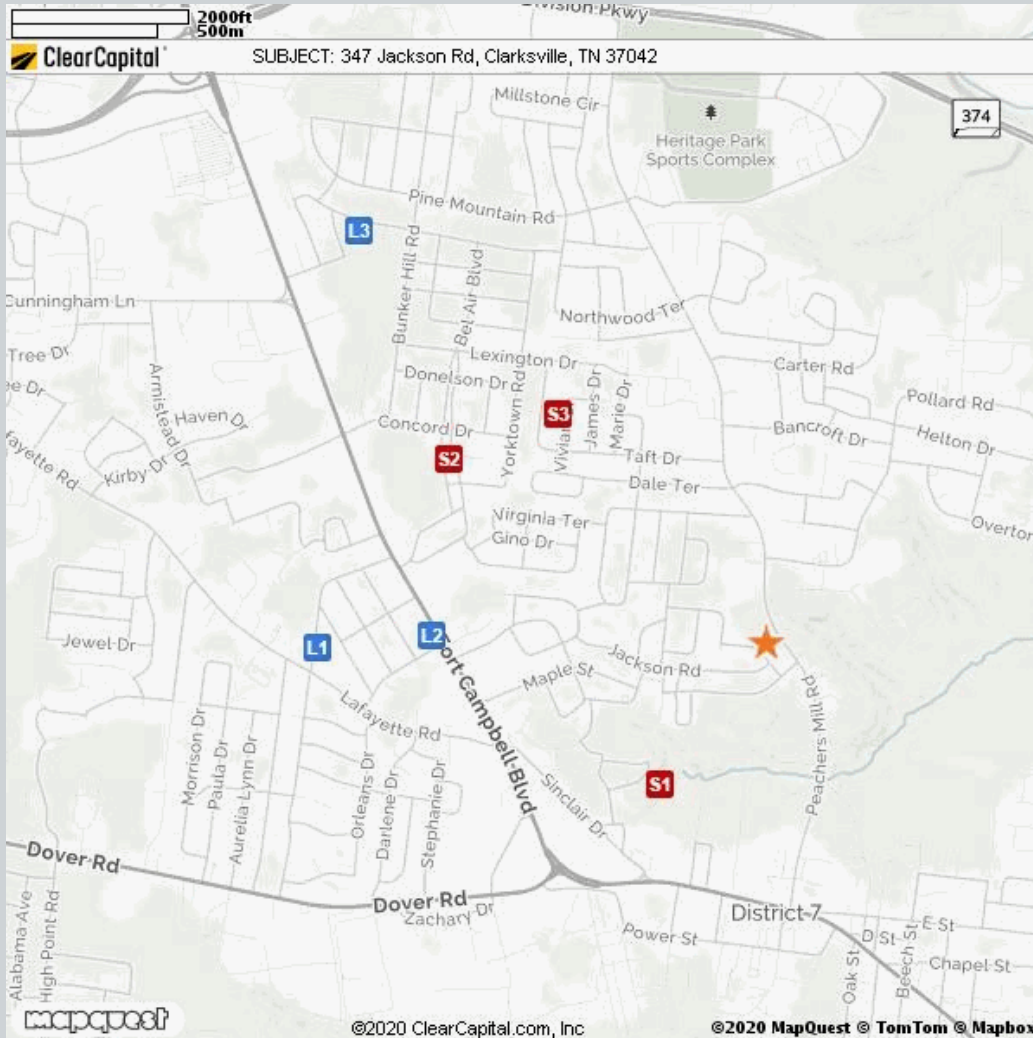 Division Pkwy
2000ft
500m
ClearCapital
SUBJECT: 347 Jackson Rd, Clarksville, TN 37042
Millstone Cir
374
Heritage Park
Sports Complex
Pine Mountain Rd
L3
Bunker Hill Rd
Bel Air Blvd
Cunningham Ln
Northwood Ter
Tree Dr
Lexington Dr
Carter Rd
Armistead Dr
Donelson Dr
Yorktown Rd
James Dr
Marie Dr
ee Dr
Pollard Rd
S3
Haven Dr
Concord Dr
Vivian
Bancroft Dr
Helton Dr
fayette Rd
Kirby Dr
S2
Taft Dr
Dale Ter
Virginia Ter
Gino Dr
Overton
Jewel Dr
L1
L2
Fort Campbell Blvd
Maple St
Jackson Rd
Peachers Mill Rd
Lafayette Rd
Morrison Dr
Paula Dr
Aurelia Lynn Dr
Orleans Dr
Darlene Dr
Stephanie Dr
Sinclair Dr
S1
Dover Rd
Dover Rd
Zachary Dr
District 7
Power St
D St
E St
Alabama Ave
High Point Rd
Oak St
Beech St
Chapel St
mapquest
©2020 ClearCapital.com, Inc
©2020 MapQuest © TomTom © Mapbox